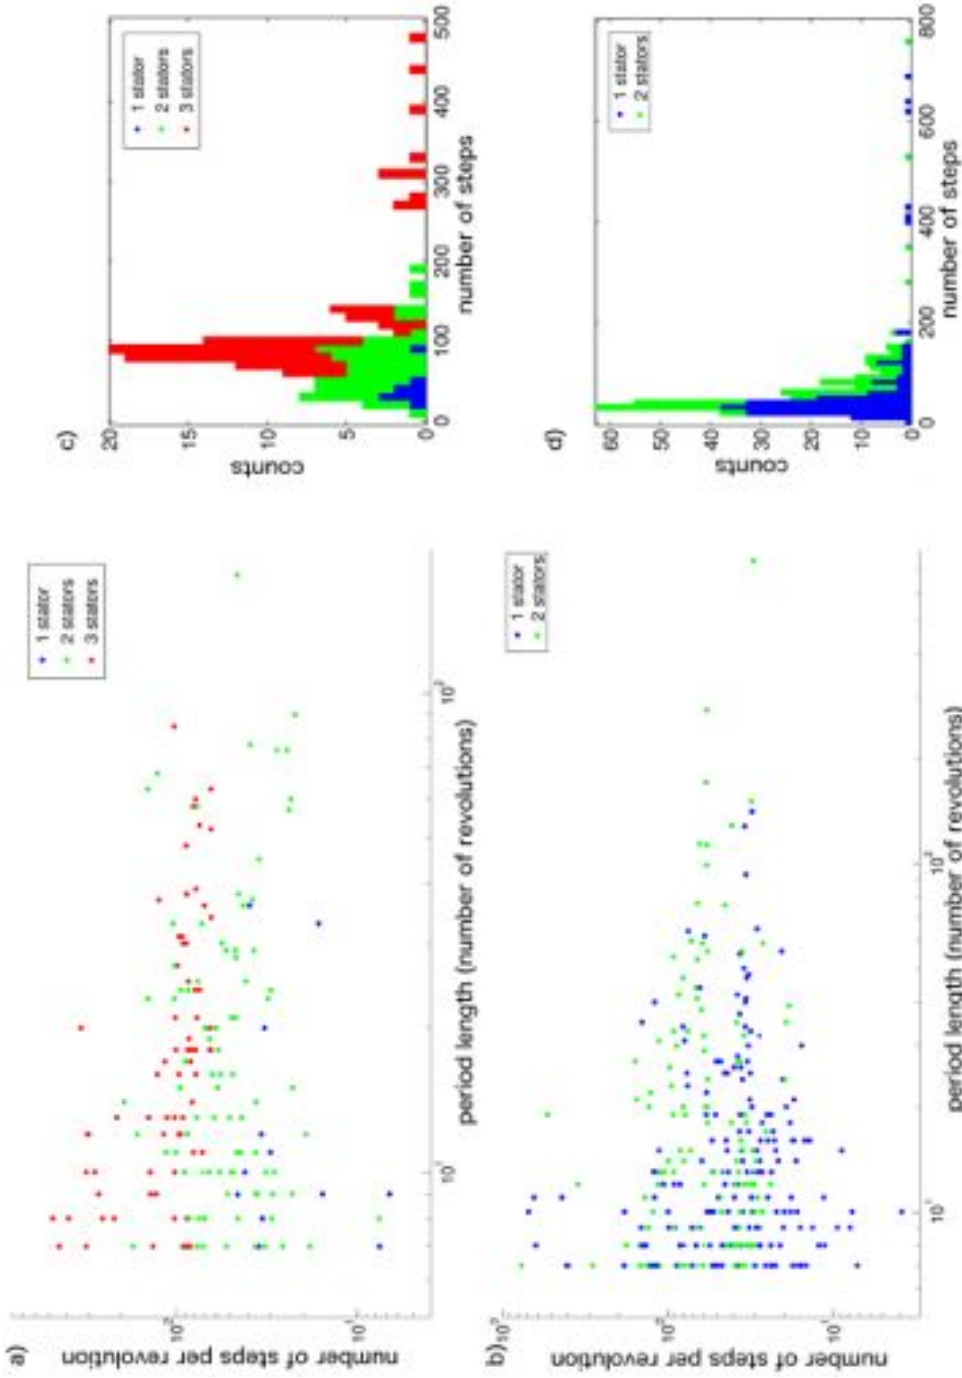 a)
number of steps per revolution
10²
10¹
10¹
10²
period length (number of revolutions)
1 stator
2 stators
3 stators
c)
counts
20
15
10
5
0
0
100
200
300
400
500
number of steps
1 stator
2 stators
3 stators
b)
number of steps per revolution
10³
10²
10¹
10¹
10²
period length (number of revolutions)
1 stator
2 stators
d)
counts
60
50
40
30
20
10
0
0
200
400
600
800
number of steps
1 stator
2 stators